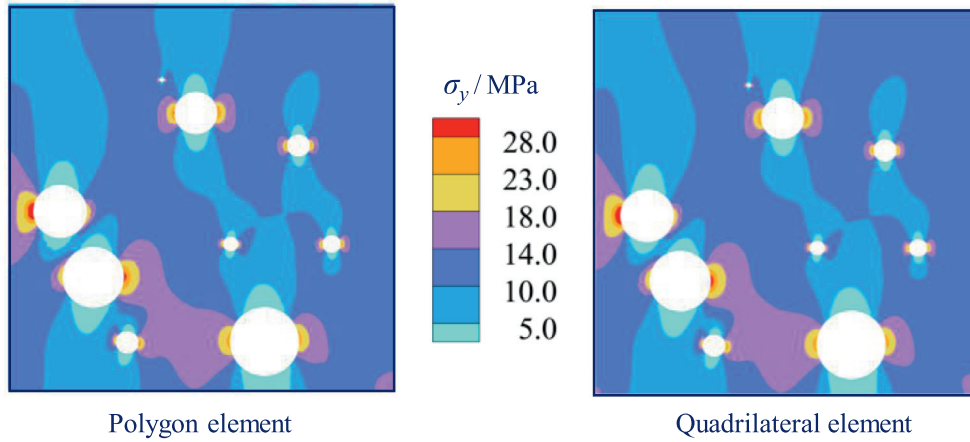 σy / MPa
28.0
23.0
18.0
14.0
10.0
5.0
Polygon element
Quadrilateral element